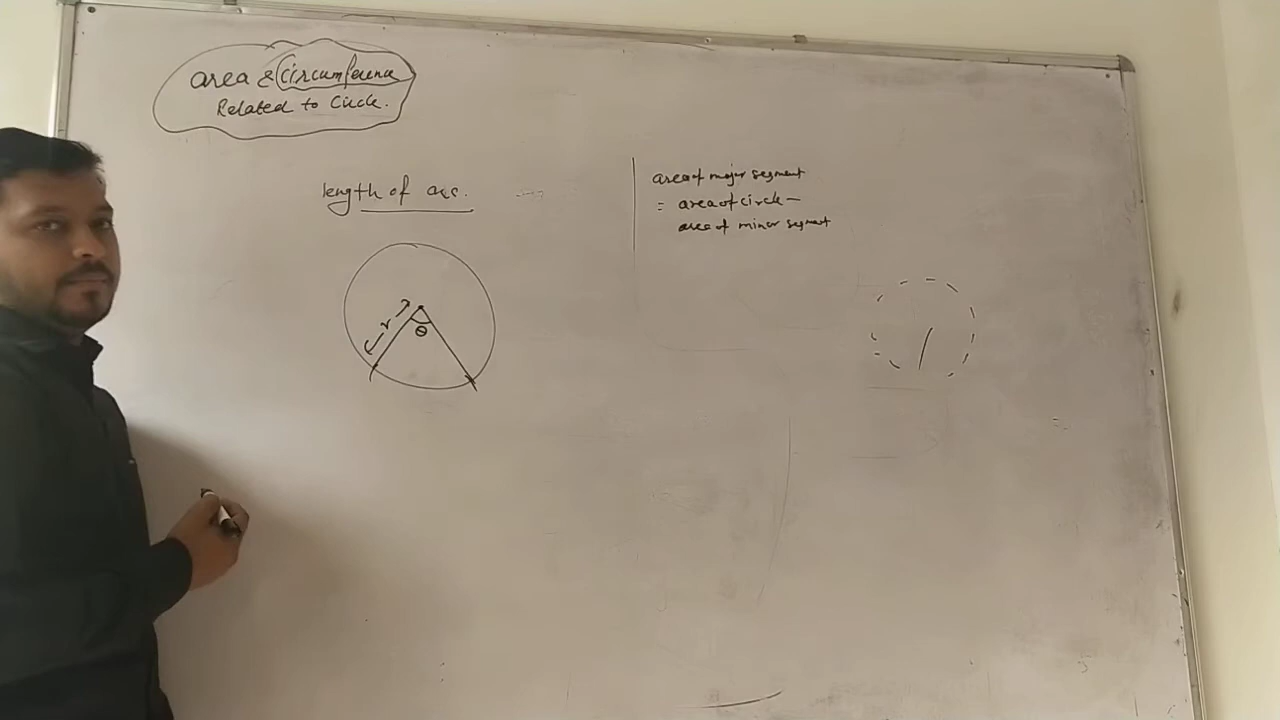 area & Circumference
Related to Circle.
length of arc.
r
θ
area of major segment
= area of circle –
area of minor segment